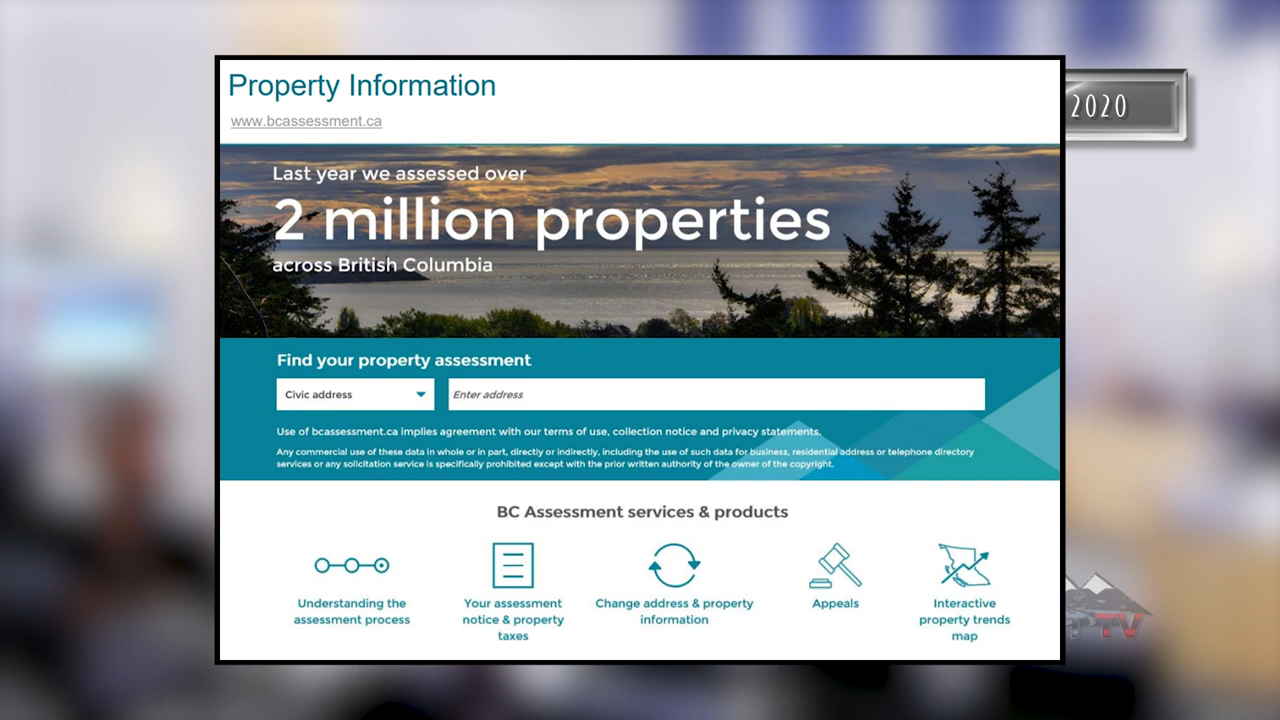 Property Information
www.bcassessment.ca
2020
Last year we assessed over
2 million properties
across British Columbia
Find your property assessment
Civic address
Enter address
Use of bcassessment.ca implies agreement with our terms of use, collection notice and privacy statements.
Any commercial use of these data in whole or in part, directly or indirectly, including the use of such data for business, residential address or telephone directory
services or any solicitation service is specifically prohibited except with the prior written authority of the owner of the copyright.
BC Assessment services & products
Understanding the
assessment process
Your assessment
notice & property
taxes
Change address & property
information
Appeals
Interactive
property trends
map
TV